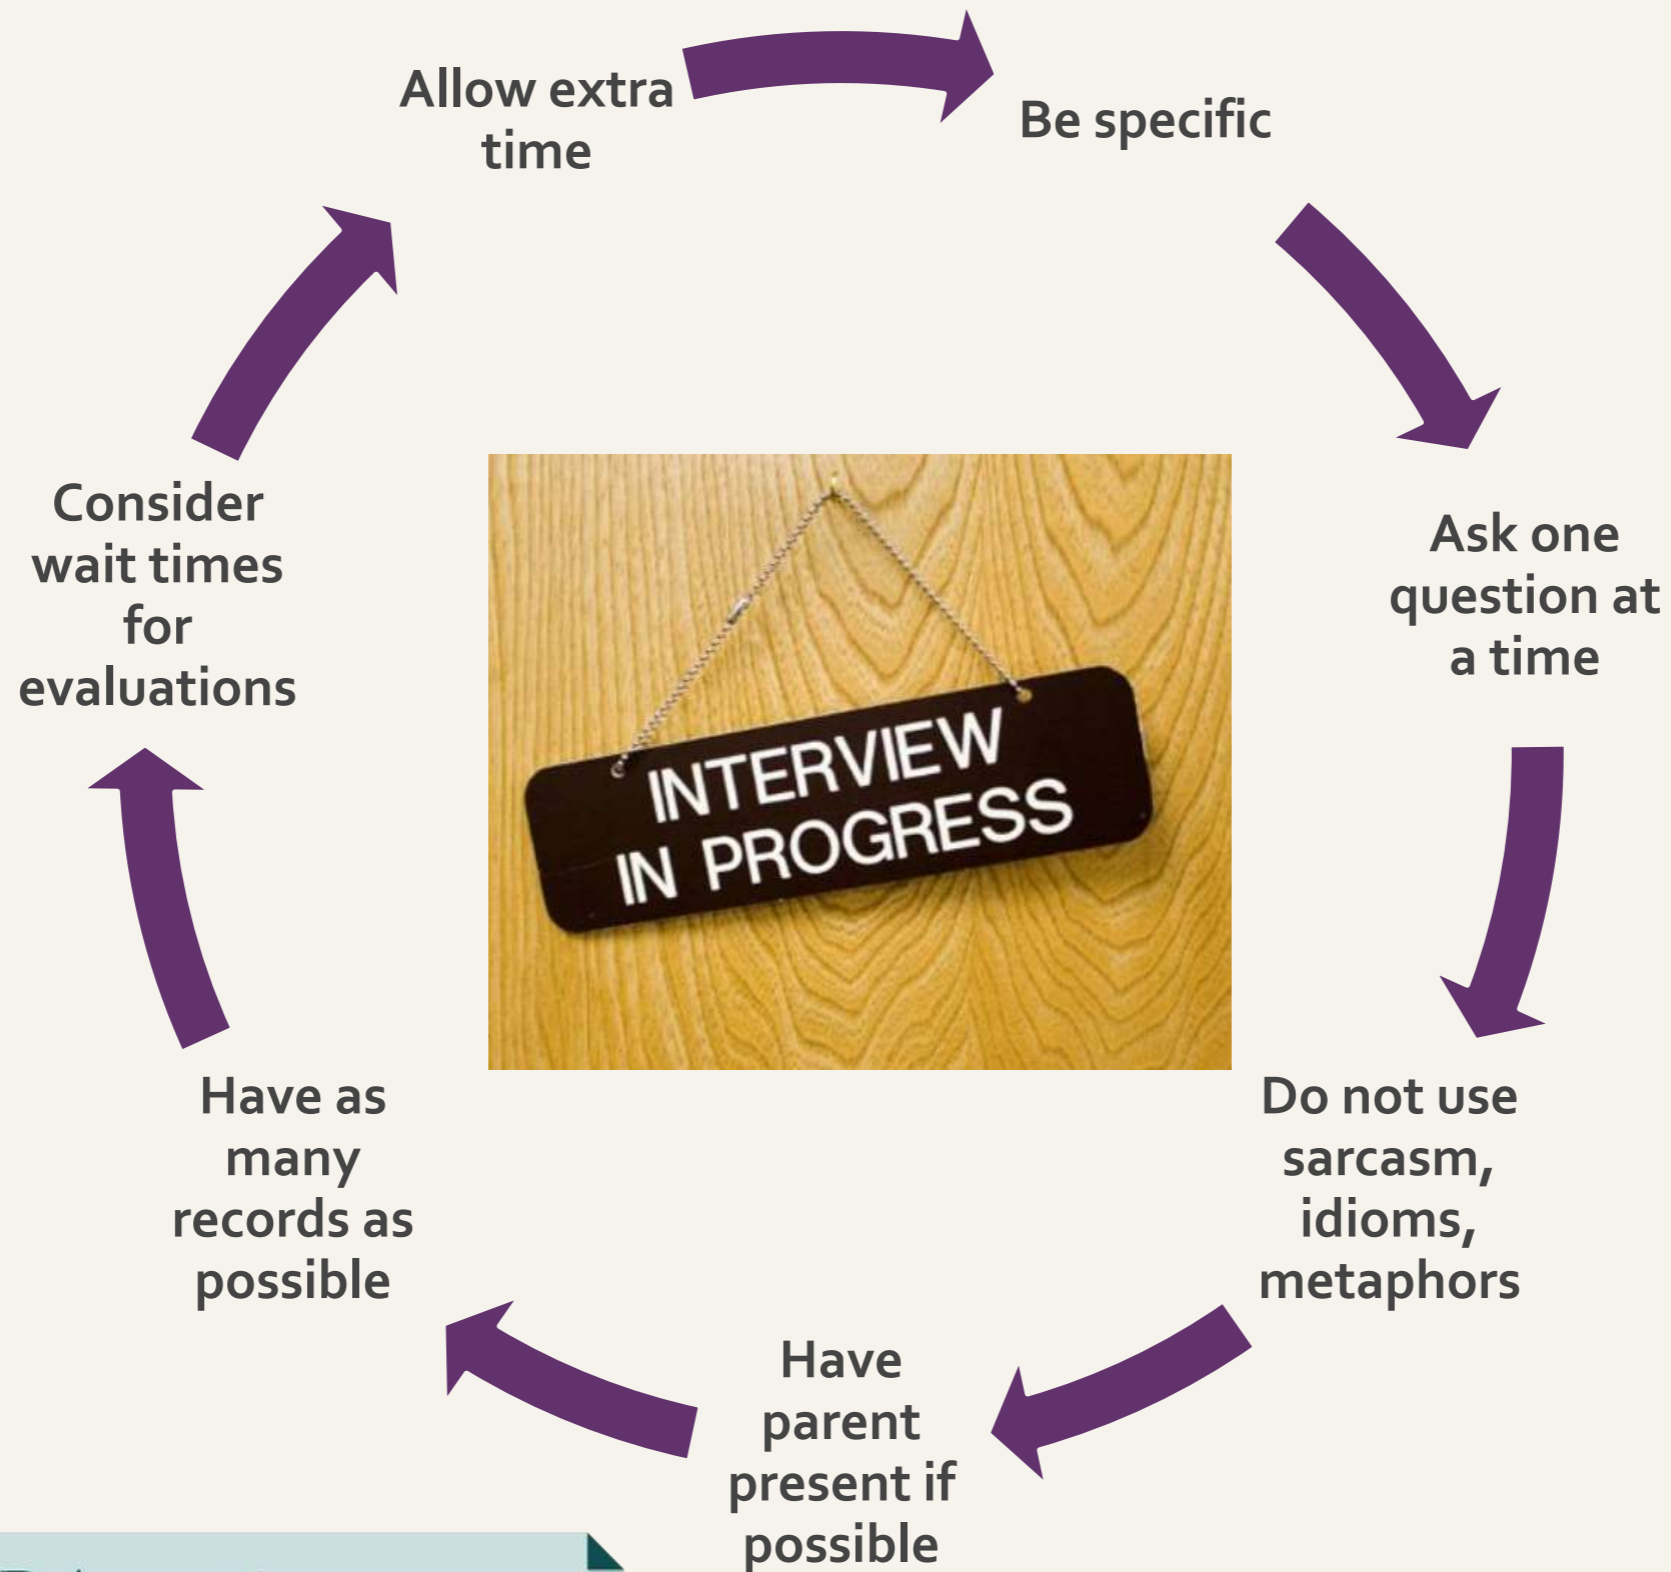 Allow extra
time
Be specific
Ask one
question at
a time
Do not use
sarcasm,
idioms,
metaphors
Have
parent
present if
possible
Have as
many
records as
possible
Consider
wait times
for
evaluations
INTERVIEW
IN PROGRESS